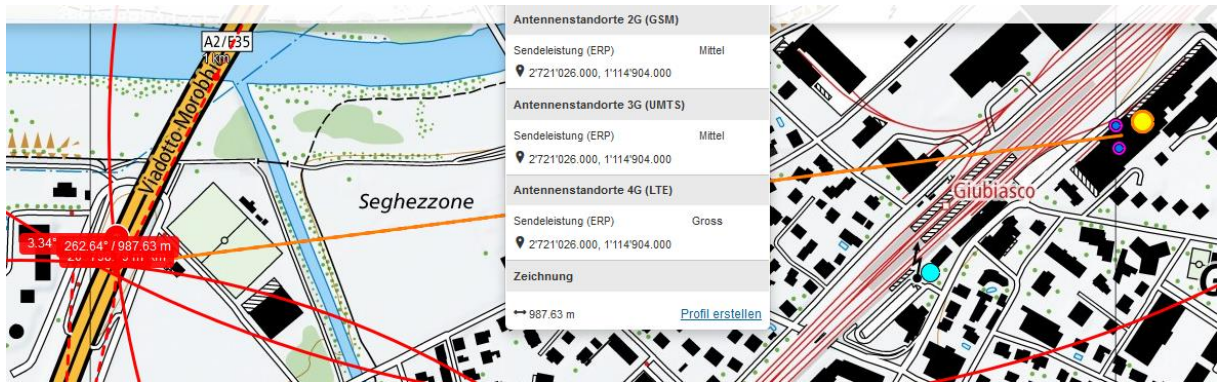 A2/E35
1 km
Viadotto Morobbia
Seghezzone
3.34°
262.64° / 987.63 m
Antennenstandorte 2G (GSM)
Sendeleistung (ERP) Mittel
2'721'026.000, 1'114'904.000
Antennenstandorte 3G (UMTS)
Sendeleistung (ERP) Mittel
2'721'026.000, 1'114'904.000
Antennenstandorte 4G (LTE)
Sendeleistung (ERP) Gross
2'721'026.000, 1'114'904.000
Zeichnung
987.63 m Profil erstellen
Giubiasco